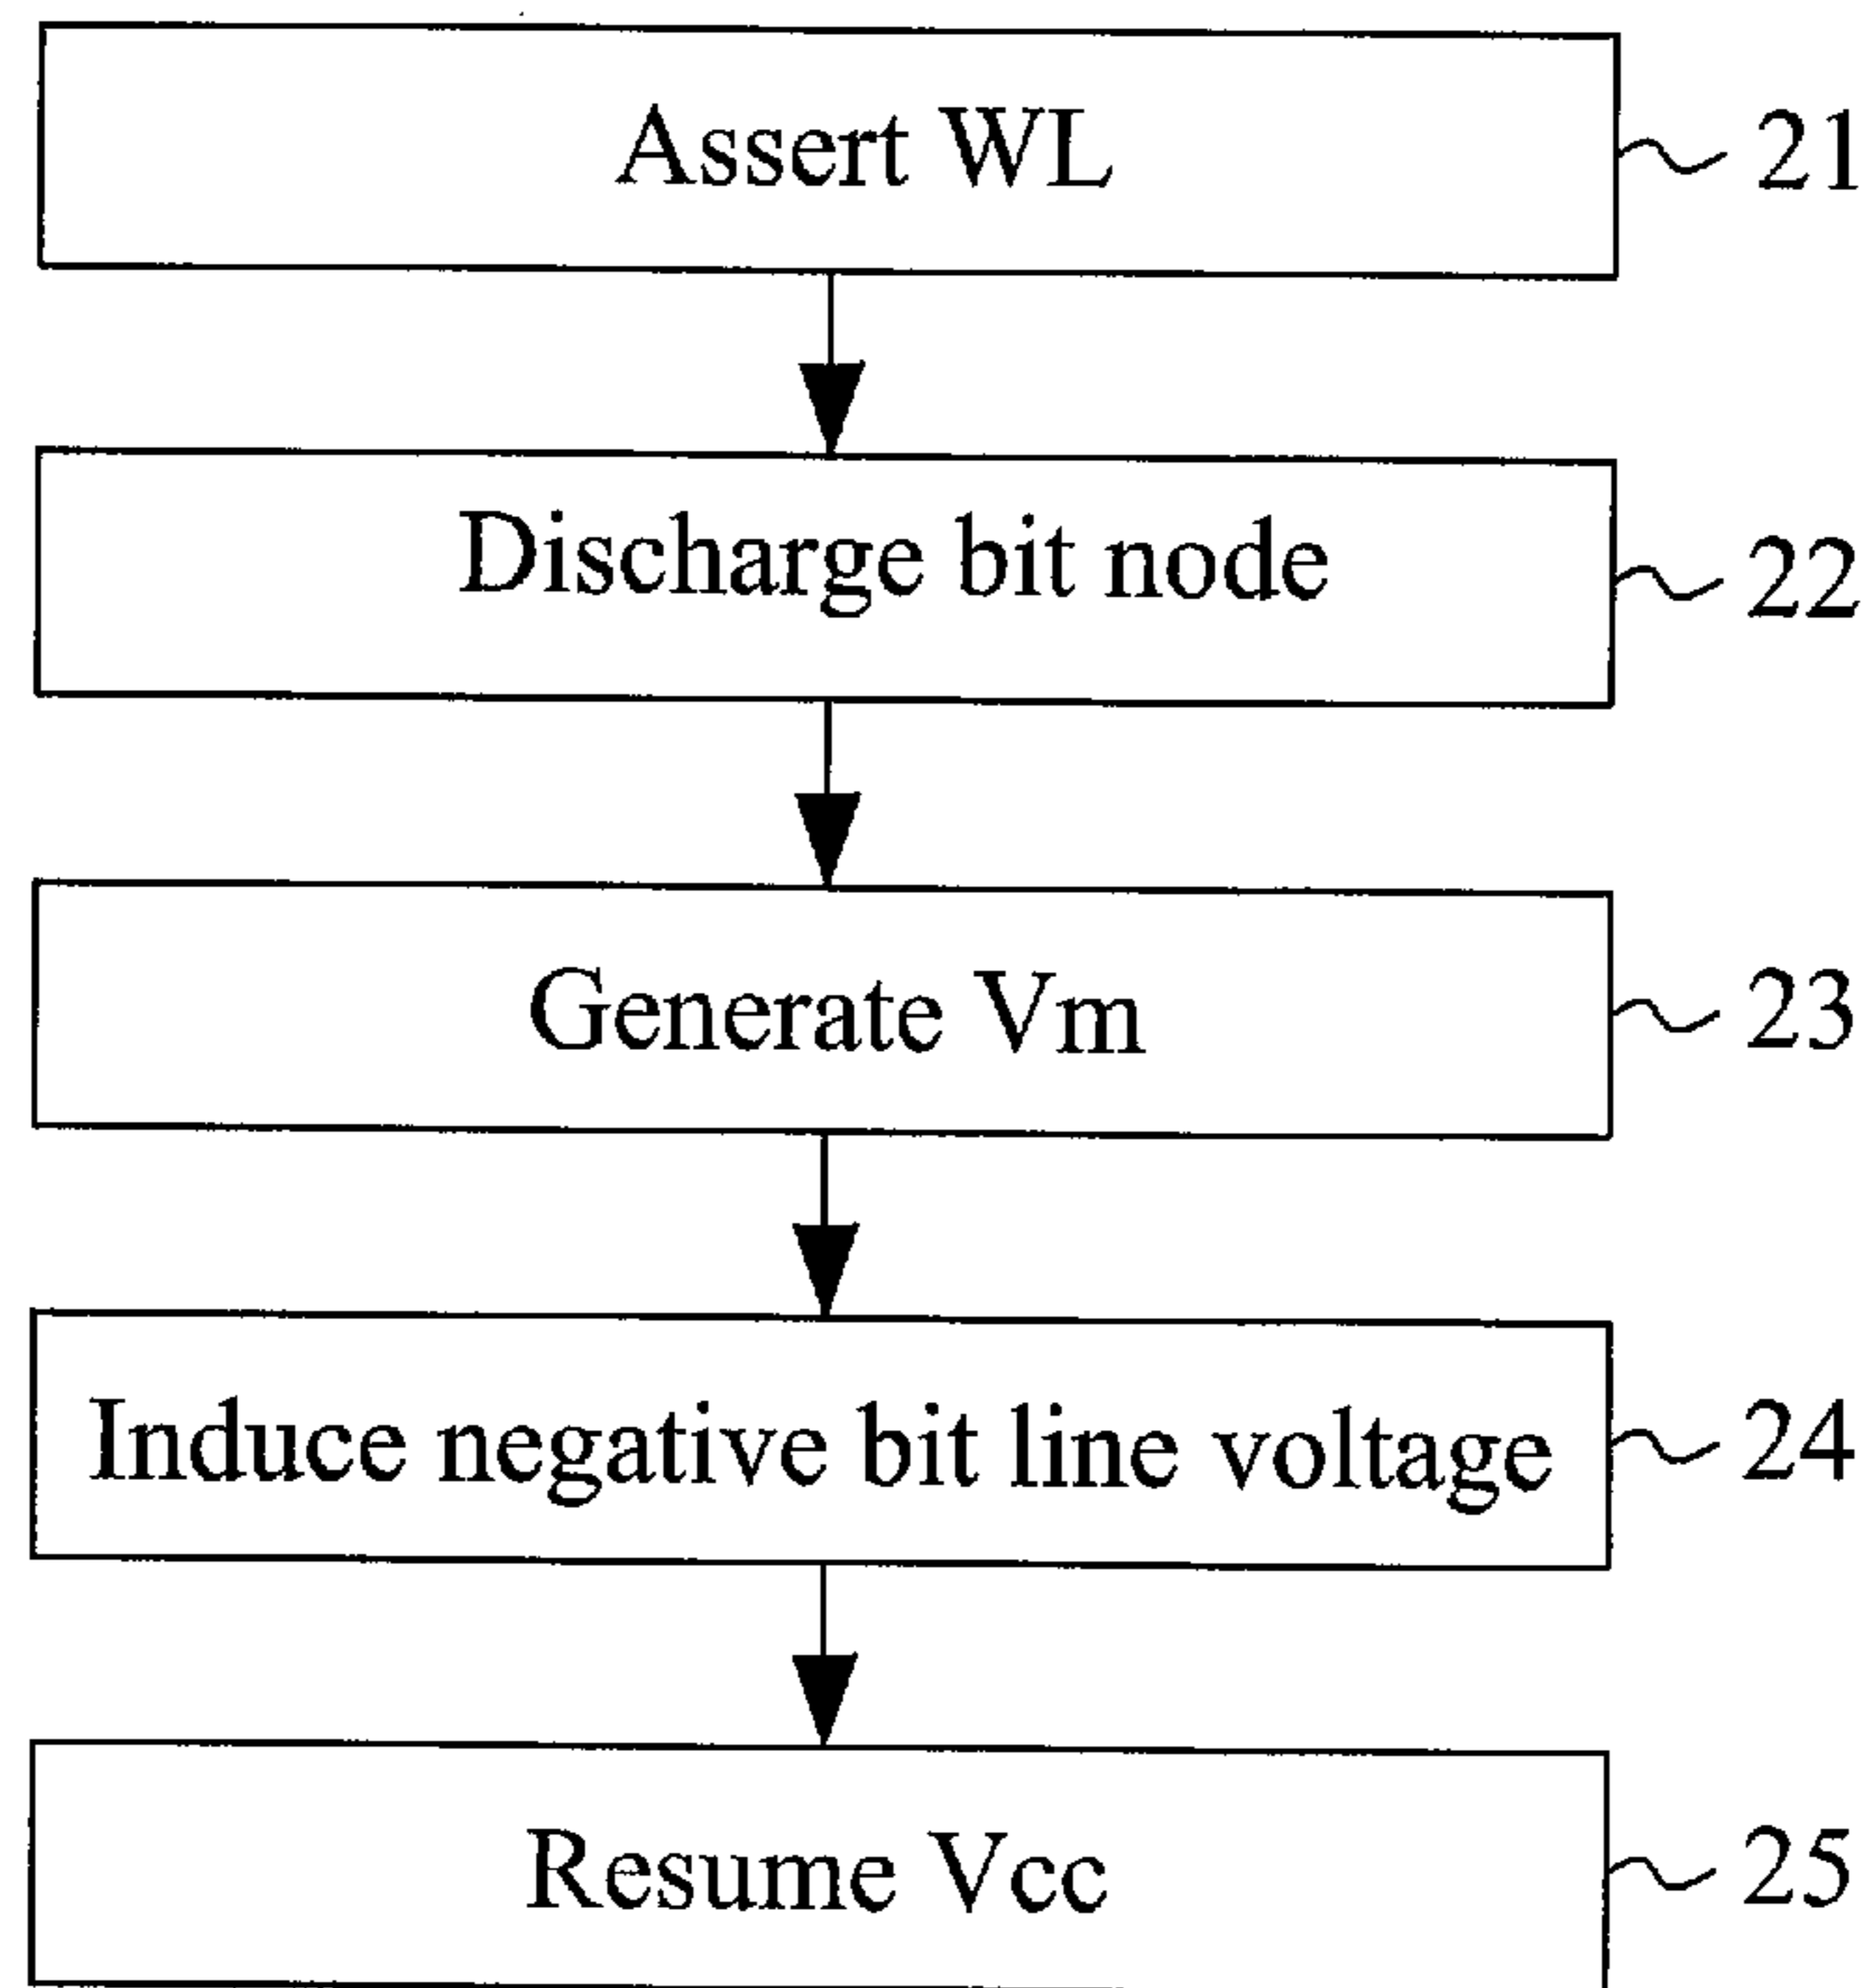 Assert WL 21
Discharge bit node 22
Generate Vm 23
Induce negative bit line voltage 24
Resume Vcc 25